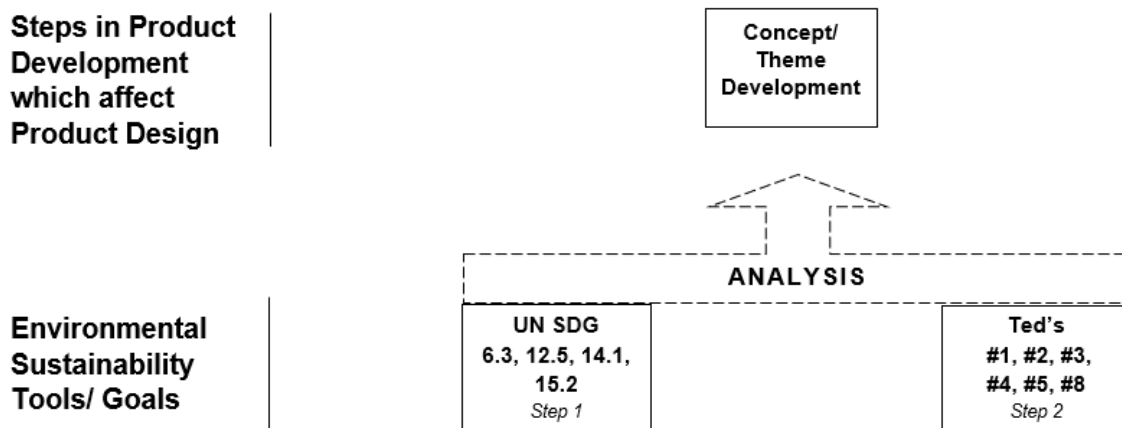 Steps in Product
Development
which affect
Product Design
Concept/
Theme
Development
ANALYSIS
Environmental
Sustainability
Tools/ Goals
UN SDG
6.3, 12.5, 14.1,
15.2
Step 1
Ted's
#1, #2, #3,
#4, #5, #8
Step 2